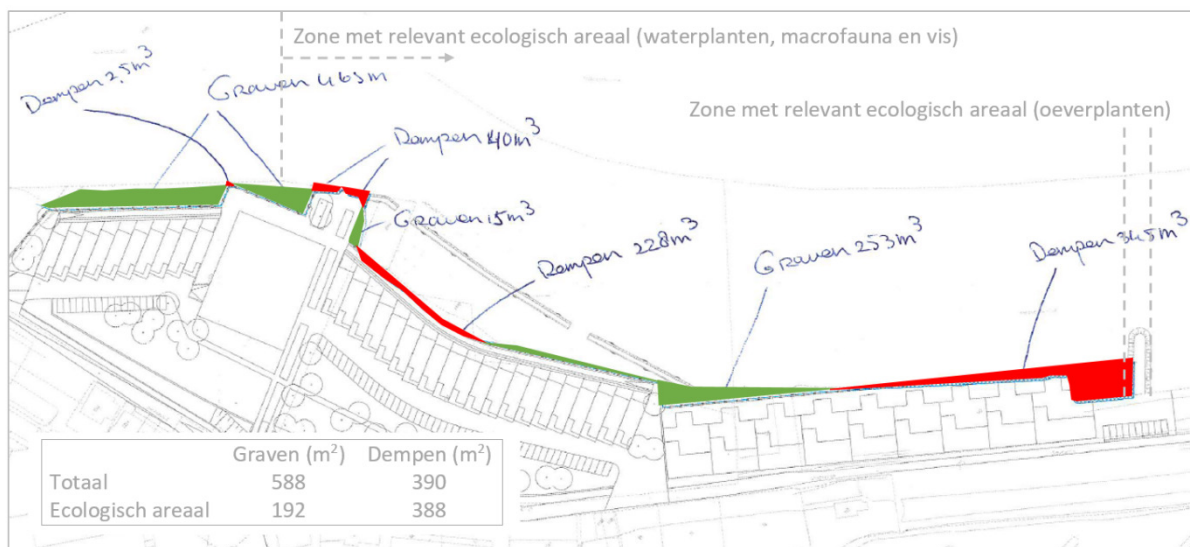 Zone met relevant ecologisch areaal (waterplanten, macrofauna en vis)
Dempen 2,5m³
Graven 465m
Zone met relevant ecologisch areaal (oeverplanten)
Dempen 140m³
Graven 15m³
Dempen 228m³
Graven 253m³
Dempen 345m³
Graven (m²) Dempen (m²)
Totaal 588 390
Ecologisch areaal 192 388